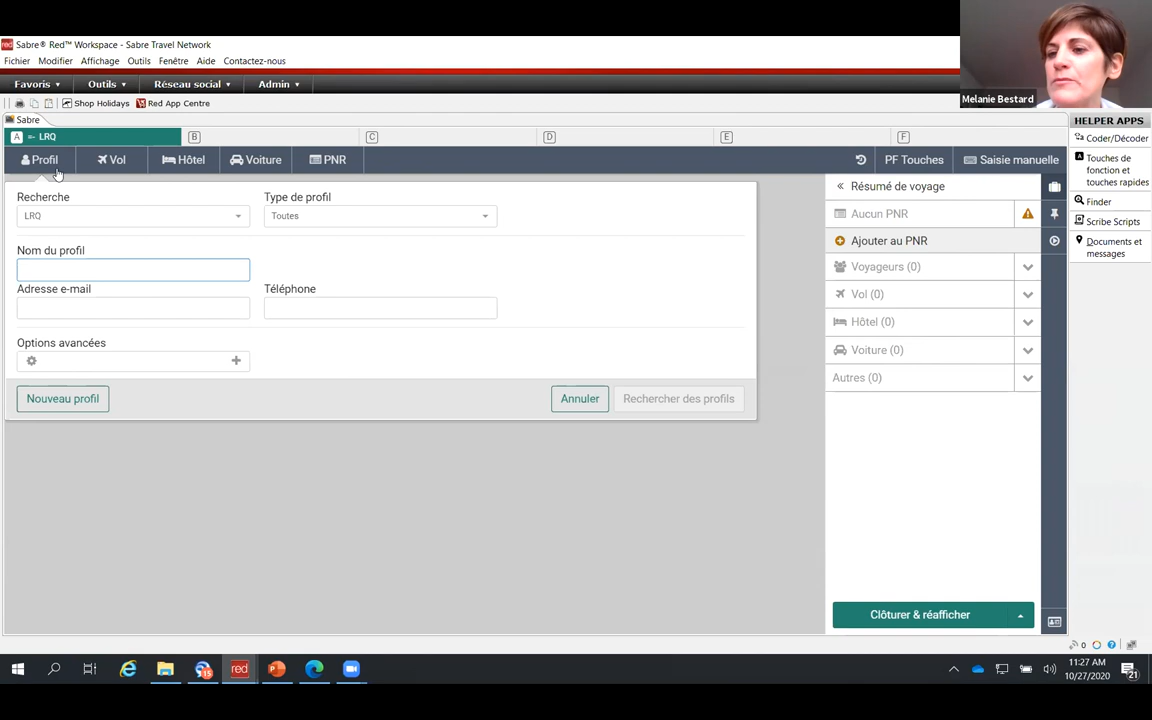 red Sabre® Red™ Workspace - Sabre Travel Network
Fichier Modifier Affichage Outils Fenêtre Aide Contactez-nous
Favoris Outils Réseau social Admin
Shop Holidays Red App Centre
Melanie Bestard
Sabre
A =- LRQ B C D E F
HELPER APPS
Coder/Décoder
Touches de
fonction et
touches rapides
Finder
Scribe Scripts
Documents et
messages
Profil Vol Hôtel Voiture PNR PF Touches Saisie manuelle
Recherche Type de profil
LRQ Toutes
Nom du profil
Adresse e-mail Téléphone
Options avancées
Nouveau profil Annuler Rechercher des profils
Résumé de voyage
Aucun PNR
Ajouter au PNR
Voyageurs (0)
Vol (0)
Hôtel (0)
Voiture (0)
Autres (0)
Clôturer & réafficher
0
red
15
11:27 AM
10/27/2020
21